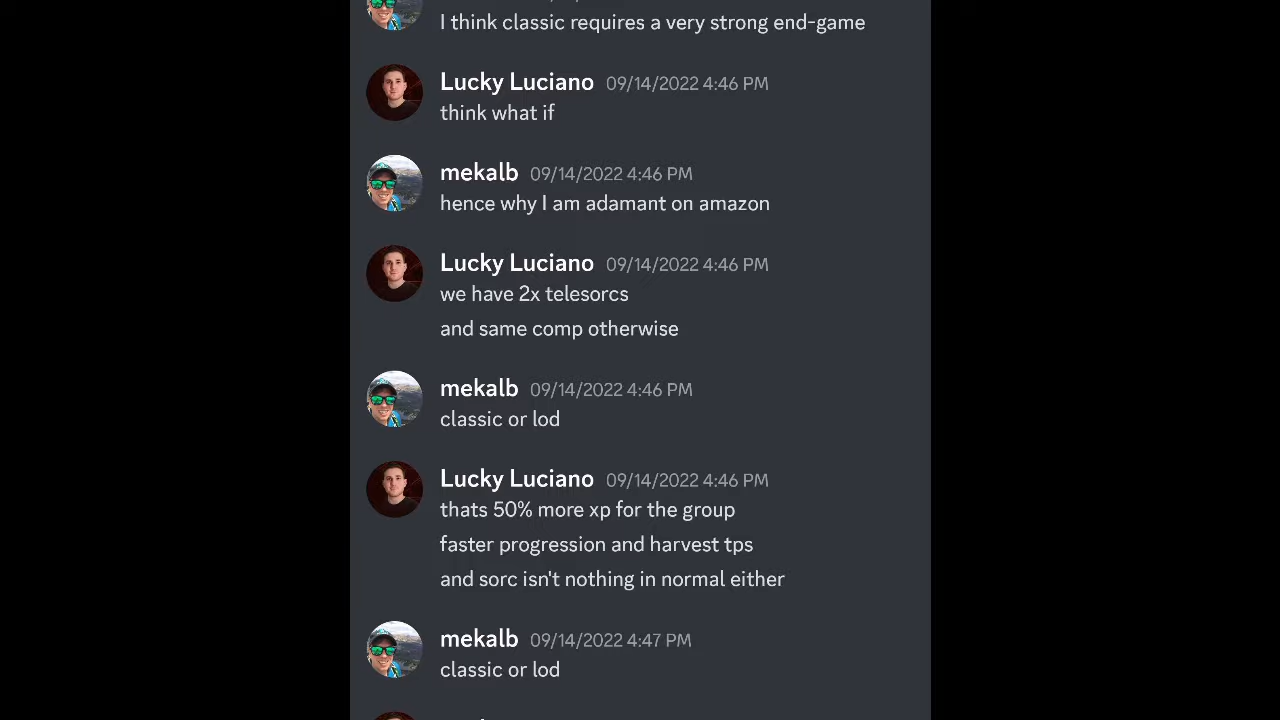 I think classic requires a very strong end-game
Lucky Luciano 09/14/2022 4:46 PM
think what if
mekalb 09/14/2022 4:46 PM
hence why I am adamant on amazon
Lucky Luciano 09/14/2022 4:46 PM
we have 2x telesorcs
and same comp otherwise
mekalb 09/14/2022 4:46 PM
classic or lod
Lucky Luciano 09/14/2022 4:46 PM
thats 50% more xp for the group
faster progression and harvest tps
and sorc isn't nothing in normal either
mekalb 09/14/2022 4:47 PM
classic or lod